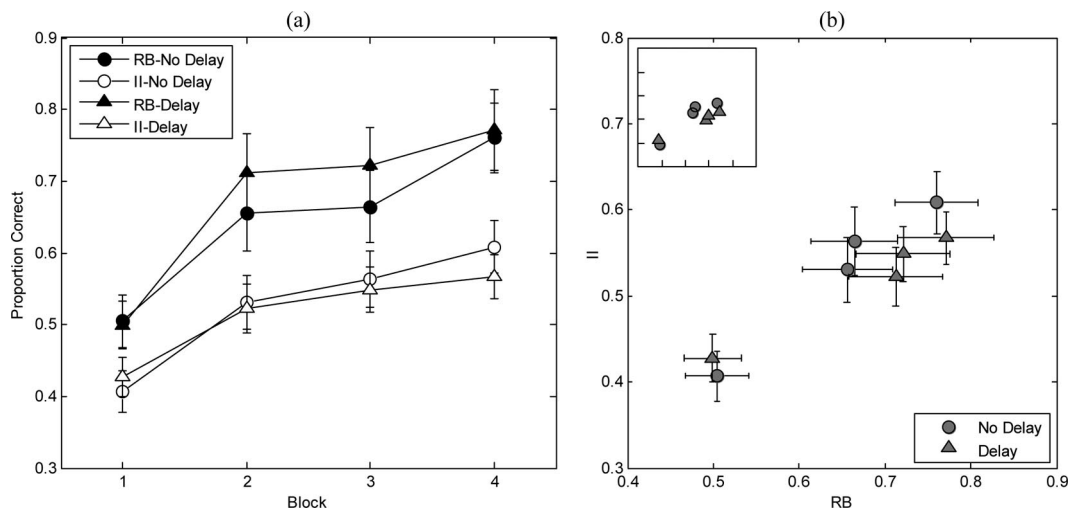 (a)
0.9
0.8
0.7
0.6
0.5
0.4
0.3
Proportion Correct
RB-No Delay
II-No Delay
RB-Delay
II-Delay
1 2 3 4
Block
(b)
0.8
0.7
0.6
0.5
0.4
0.3
II
No Delay
Delay
0.4 0.5 0.6 0.7 0.8 0.9
RB